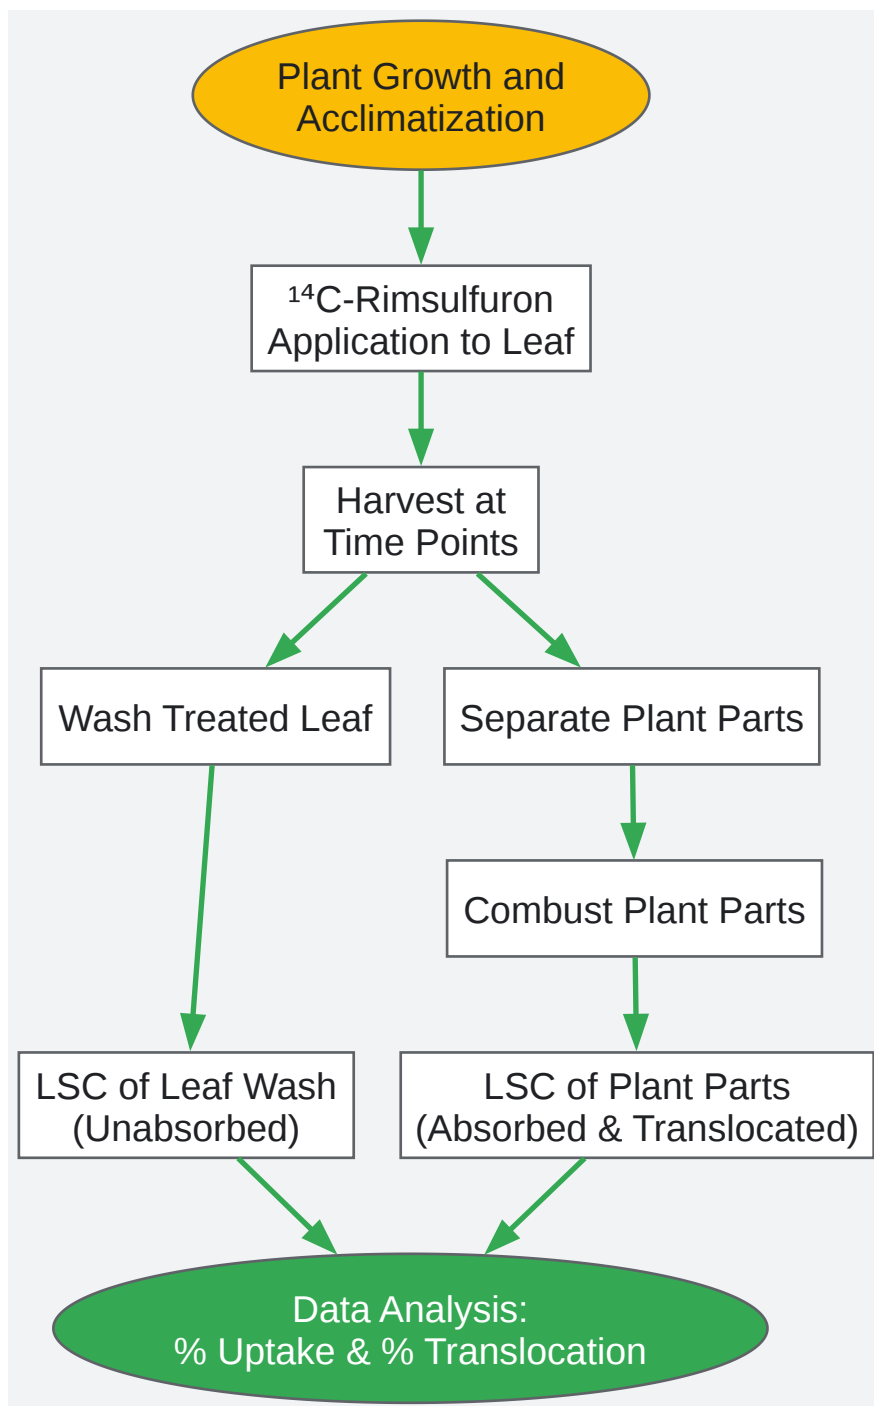 Plant Growth and
Acclimatization
¹⁴C-Rimsulfuron
Application to Leaf
Harvest at
Time Points
Wash Treated Leaf
Separate Plant Parts
Combust Plant Parts
LSC of Leaf Wash
(Unabsorbed)
LSC of Plant Parts
(Absorbed & Translocated)
Data Analysis:
% Uptake & % Translocation